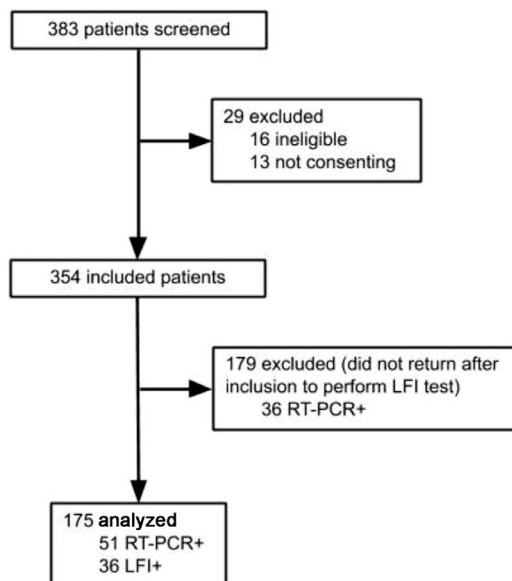 383 patients screened
29 excluded
16 ineligible
13 not consenting
354 included patients
179 excluded (did not return after
inclusion to perform LFI test)
36 RT-PCR+
175 analyzed
51 RT-PCR+
36 LFI+